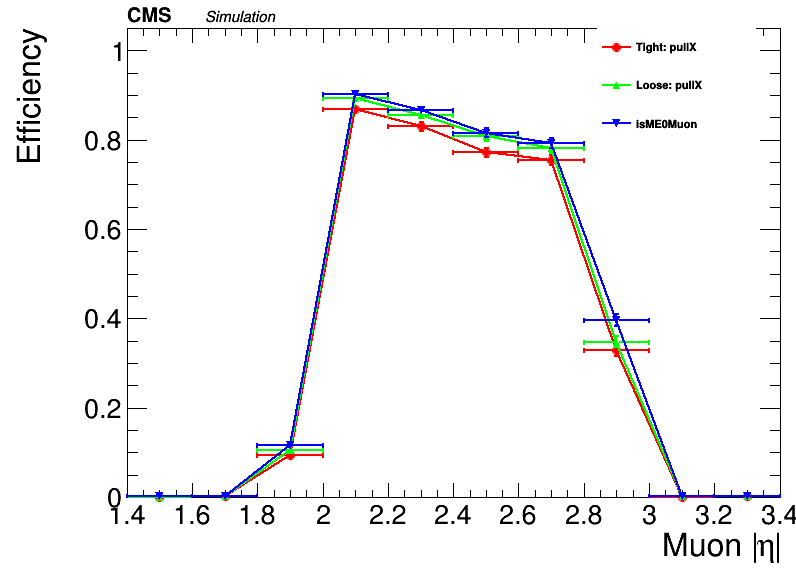 CMS Simulation
Efficiency
1
0.8
0.6
0.4
0.2
0
Tight: pullX
Loose: pullX
isME0Muon
1.4 1.6 1.8 2 2.2 2.4 2.6 2.8 3 3.2 3.4
Muon |η|